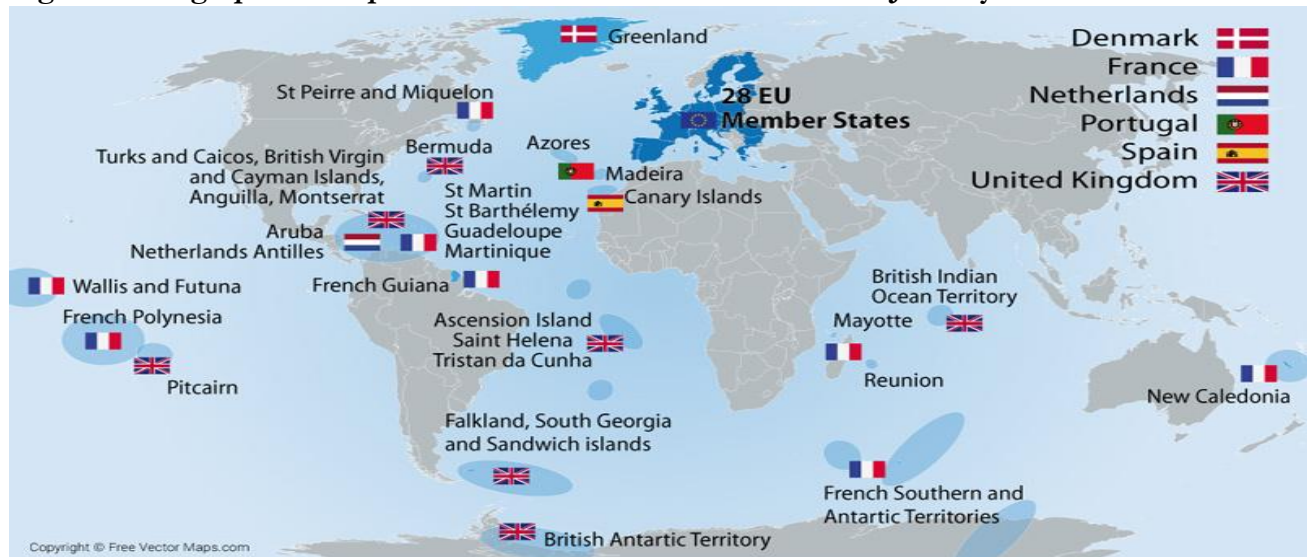 Greenland
28 EU
Member States
Denmark
France
Netherlands
Portugal
Spain
United Kingdom
St Peirre and Miquelon
Bermuda
Azores
Madeira
Canary Islands
Turks and Caicos, British Virgin
and Cayman Islands,
Anguilla, Montserrat
St Martin
St Barthélemy
Guadeloupe
Martinique
Aruba
Netherlands Antilles
French Guiana
Wallis and Futuna
French Polynesia
Pitcairn
Ascension Island
Saint Helena
Tristan da Cunha
British Indian
Ocean Territory
Mayotte
Reunion
New Caledonia
Falkland, South Georgia
and Sandwich islands
French Southern and
Antarctic Territories
British Antarctic Territory
Copyright © Free Vector Maps.com